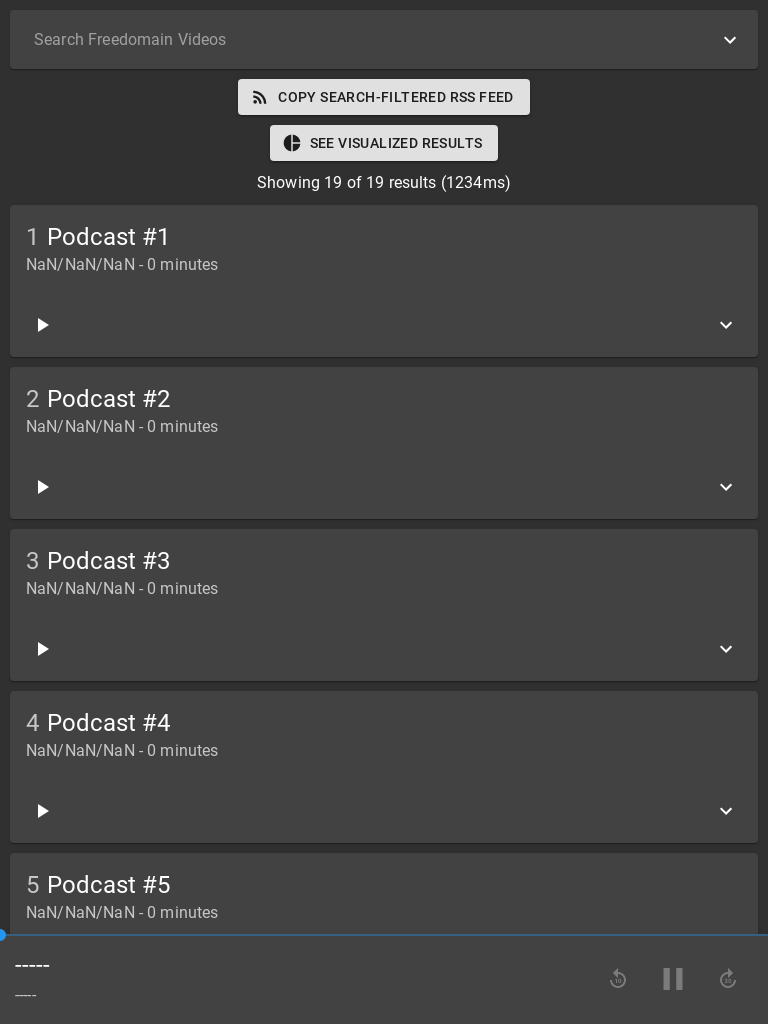 Search Freedomain Videos
COPY SEARCH-FILTERED RSS FEED
SEE VISUALIZED RESULTS
Showing 19 of 19 results (1234ms)
1 Podcast #1
NaN/NaN/NaN - 0 minutes
2 Podcast #2
NaN/NaN/NaN - 0 minutes
3 Podcast #3
NaN/NaN/NaN - 0 minutes
4 Podcast #4
NaN/NaN/NaN - 0 minutes
5 Podcast #5
NaN/NaN/NaN - 0 minutes
-----
-----